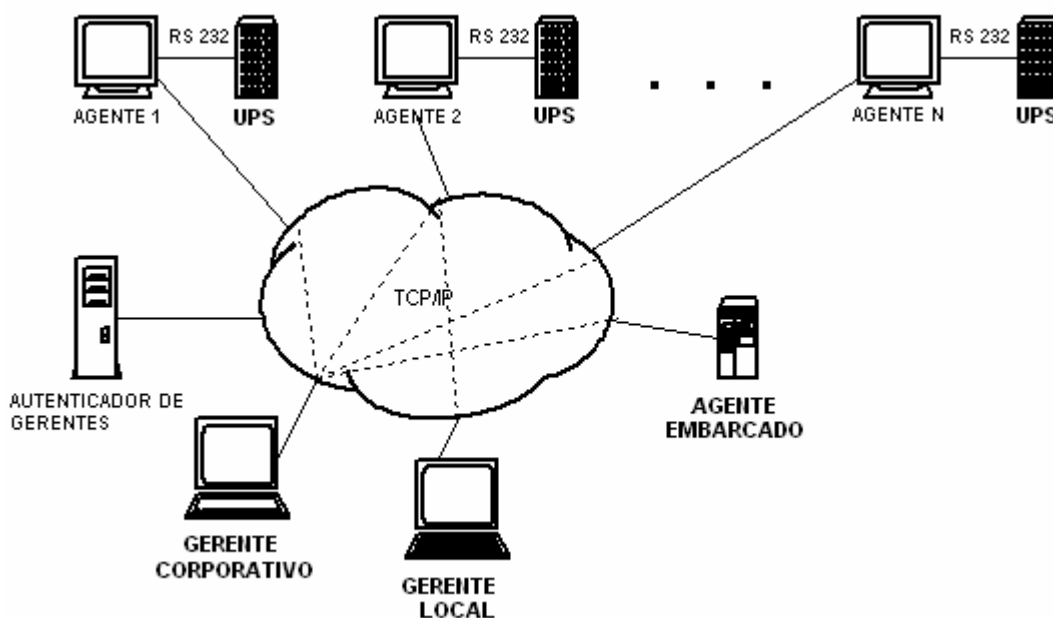 RS 232
RS 232
RS 232
AGENTE 1
UPS
AGENTE 2
UPS
AGENTE N
UPS
TCP/IP
AUTENTICADOR DE
GERENTES
AGENTE
EMBARCADO
GERENTE
CORPORATIVO
GERENTE
LOCAL